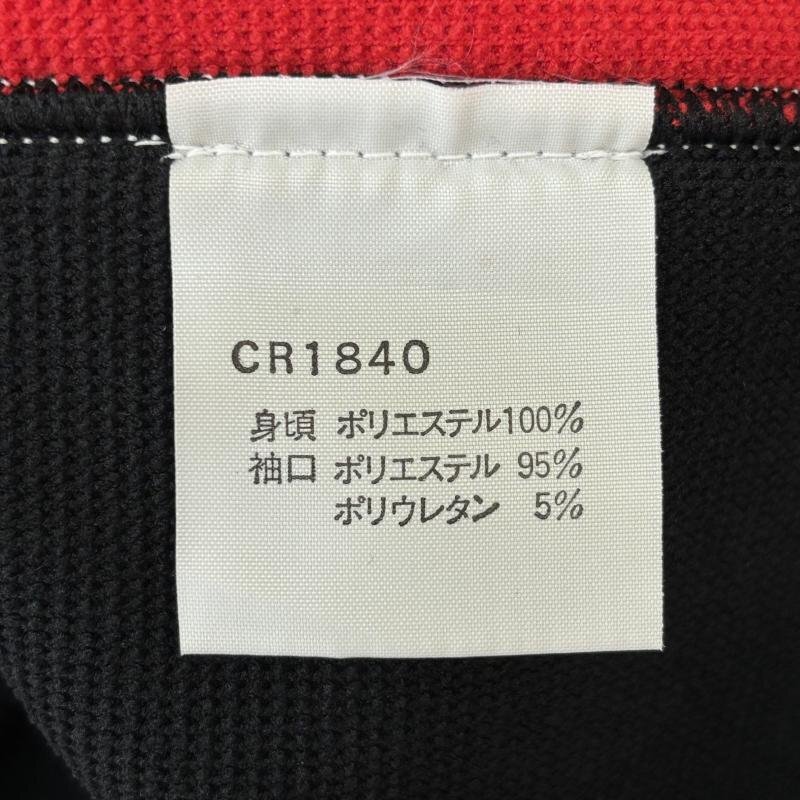 CR1840
身頃 ポリエステル100%
袖口 ポリエステル 95%
ポリウレタン 5%